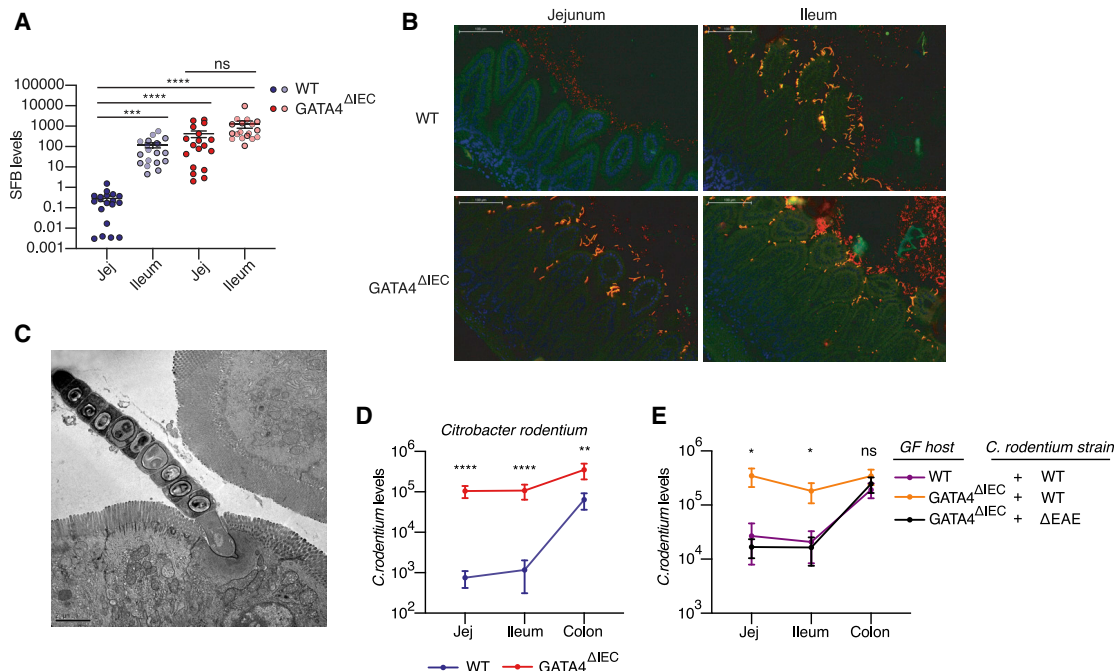 A
SFB levels
100000
10000
1000
100
10
1
0.1
0.01
0.001
ns
****
****
***
WT
GATA4ΔIEC
Jej
Ileum
Jej
Ileum
B
Jejunum
Ileum
WT
GATA4ΔIEC
C
D
Citrobacter rodentium
C.rodentium levels
10⁶
10⁵
10⁴
10³
10²
****
****
**
Jej
Ileum
Colon
WT
GATA4ΔIEC
E
C.rodentium levels
10⁶
10⁵
10⁴
10³
*
*
ns
Jej
Ileum
Colon
GF host
C. rodentium strain
WT + WT
GATA4ΔIEC + WT
GATA4ΔIEC + ΔEAE